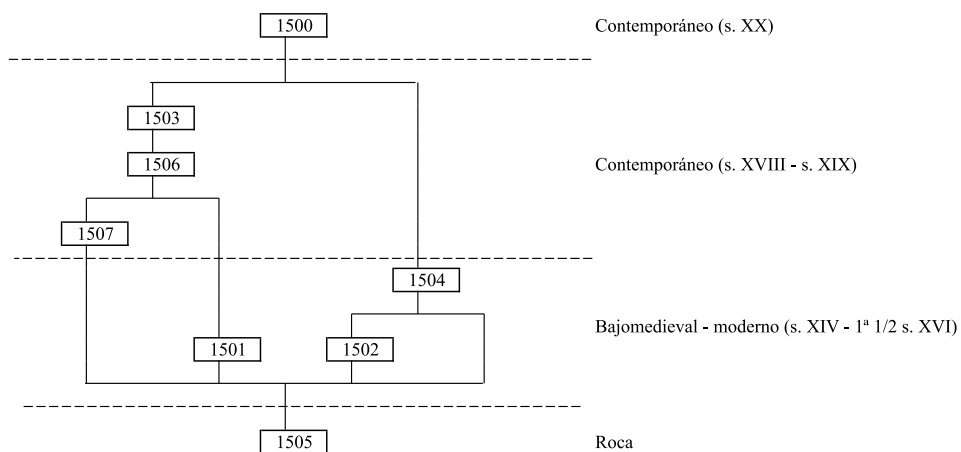 1500 Contemporáneo (s. XX)
1503
1506 Contemporáneo (s. XVIII - s. XIX)
1507
1504
Bajomedieval - moderno (s. XIV - 1ª 1/2 s. XVI)
1501 1502
1505 Roca